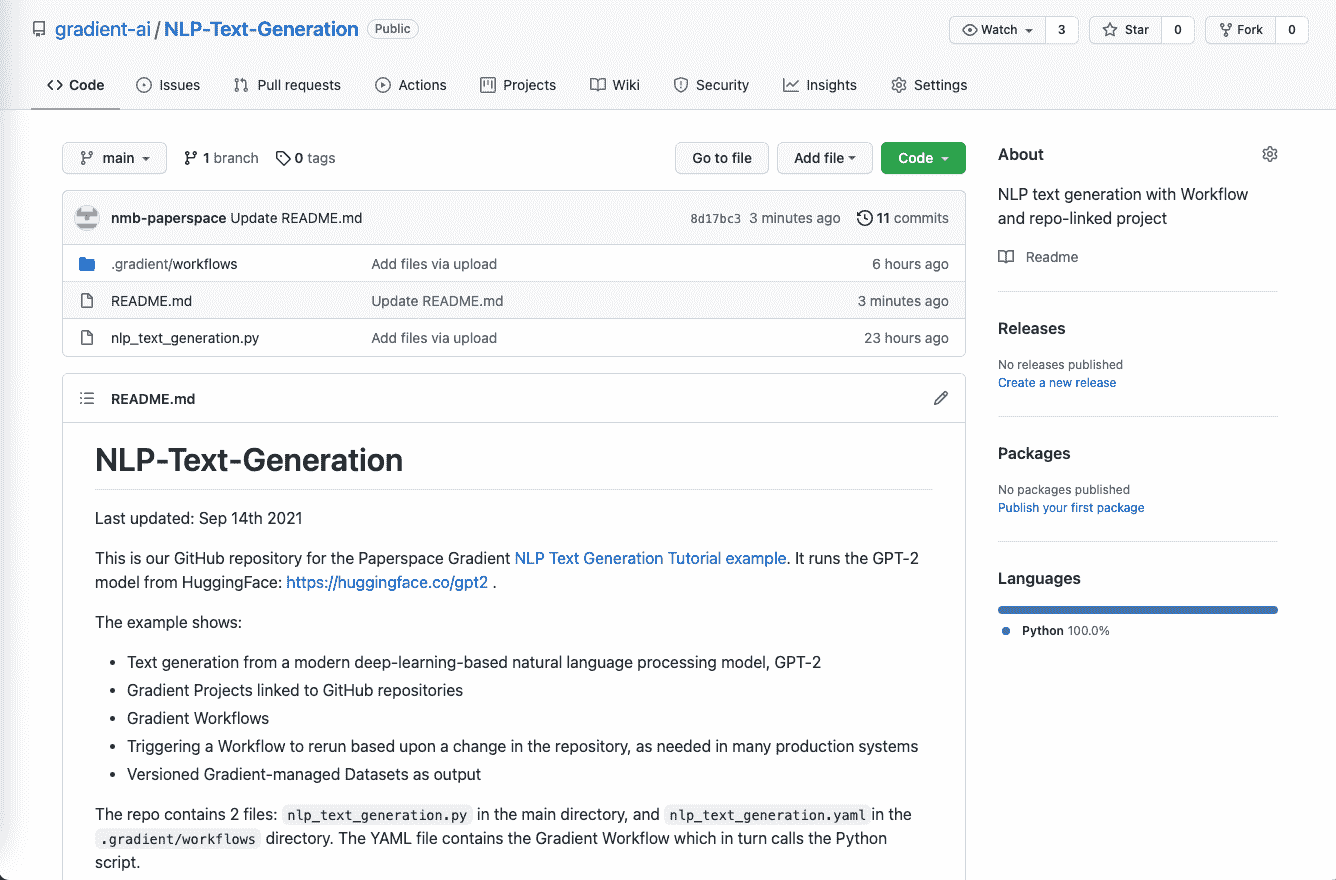 gradient-ai / NLP-Text-Generation Public Watch 3 Star 0 Fork 0
Code Issues Pull requests Actions Projects Wiki Security Insights Settings
main 1 branch 0 tags Go to file Add file Code
nmb-paperspace Update README.md 8d17bc3 3 minutes ago 11 commits
.gradient/workflows Add files via upload 6 hours ago
README.md Update README.md 3 minutes ago
nlp_text_generation.py Add files via upload 23 hours ago
README.md
NLP-Text-Generation
Last updated: Sep 14th 2021
This is our GitHub repository for the Paperspace Gradient NLP Text Generation Tutorial example. It runs the GPT-2
model from HuggingFace: https://huggingface.co/gpt2 .
The example shows:
• Text generation from a modern deep-learning-based natural language processing model, GPT-2
• Gradient Projects linked to GitHub repositories
• Gradient Workflows
• Triggering a Workflow to rerun based upon a change in the repository, as needed in many production systems
• Versioned Gradient-managed Datasets as output
The repo contains 2 files: nlp_text_generation.py in the main directory, and nlp_text_generation.yaml in the
.gradient/workflows directory. The YAML file contains the Gradient Workflow which in turn calls the Python
script.
About
NLP text generation with Workflow
and repo-linked project
Readme
Releases
No releases published
Create a new release
Packages
No packages published
Publish your first package
Languages
Python 100.0%